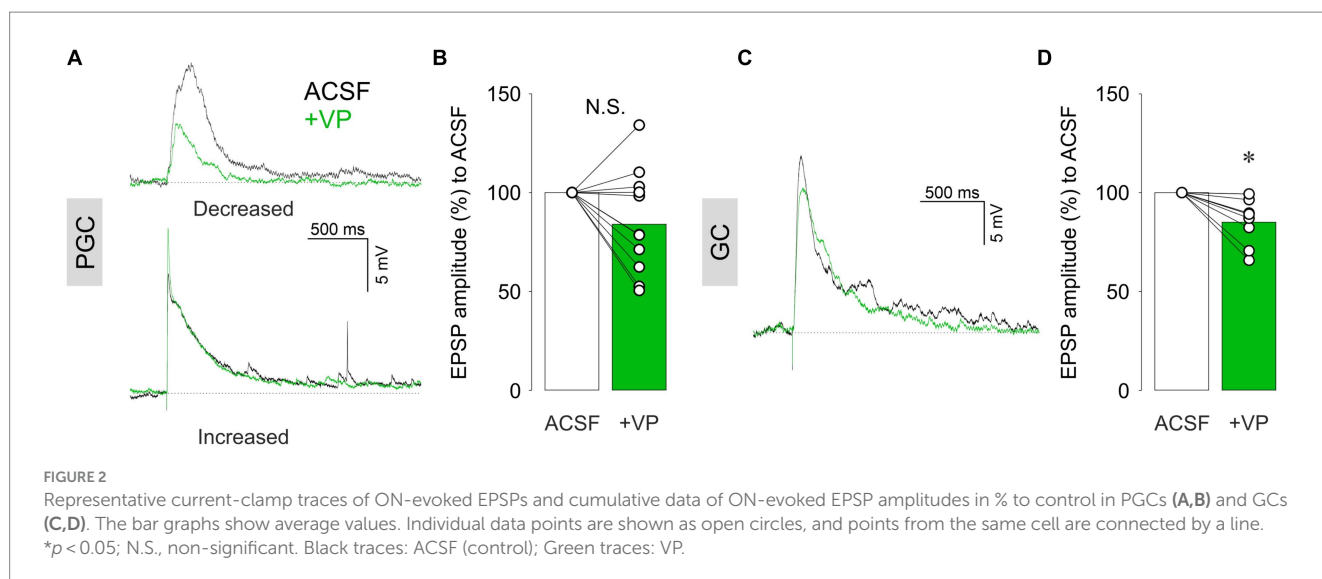 A
ACSF
+VP
PGC
Decreased
500 ms
5 mV
Increased
B
EPSP amplitude (%) to ACSF
150
100
50
0
N.S.
ACSF
+VP
C
GC
500 ms
5 mV
D
EPSP amplitude (%) to ACSF
150
100
50
0
*
ACSF
+VP
FIGURE 2
Representative current-clamp traces of ON-evoked EPSPs and cumulative data of ON-evoked EPSP amplitudes in % to control in PGCs (A,B) and GCs
(C,D). The bar graphs show average values. Individual data points are shown as open circles, and points from the same cell are connected by a line.
*p < 0.05; N.S., non-significant. Black traces: ACSF (control); Green traces: VP.